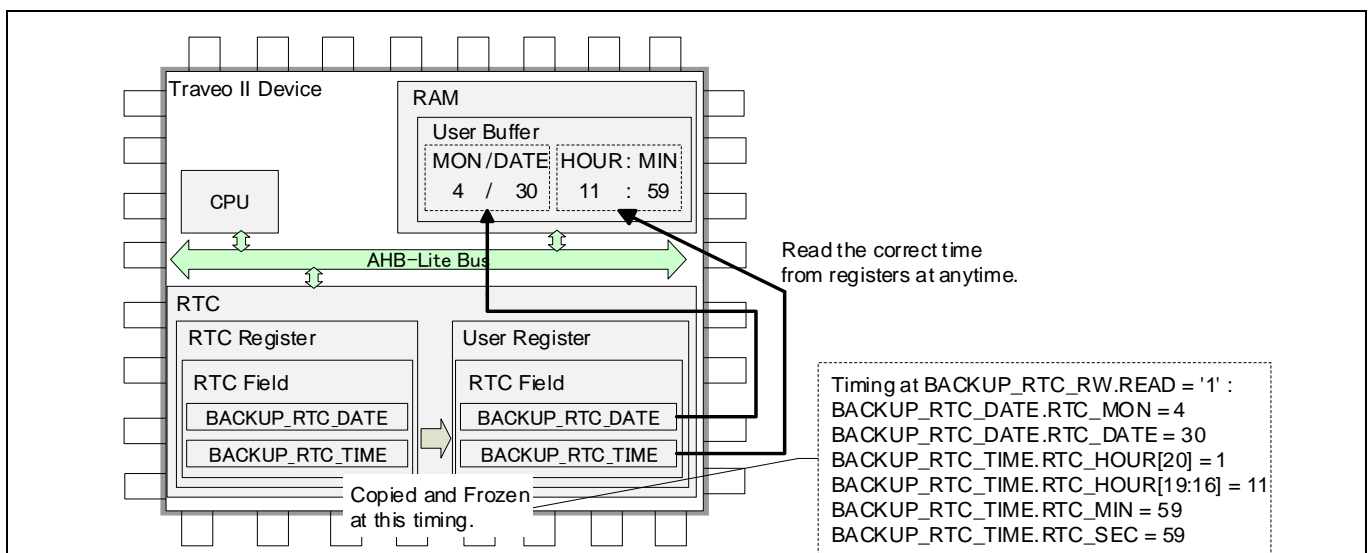 Traveo II Device
RAM
User Buffer
MON/DATE HOUR: MIN
4 / 30 11 : 59
CPU
AHB-Lite Bus
Read the correct time
from registers at anytime.
RTC
RTC Register
User Register
RTC Field
RTC Field
BACKUP_RTC_DATE
BACKUP_RTC_DATE
BACKUP_RTC_TIME
BACKUP_RTC_TIME
Copied and Frozen
at this timing.
Timing at BACKUP_RTC_RW.READ = '1' :
BACKUP_RTC_DATE.RTC_MON = 4
BACKUP_RTC_DATE.RTC_DATE = 30
BACKUP_RTC_TIME.RTC_HOUR[20] = 1
BACKUP_RTC_TIME.RTC_HOUR[19:16] = 11
BACKUP_RTC_TIME.RTC_MIN = 59
BACKUP_RTC_TIME.RTC_SEC = 59